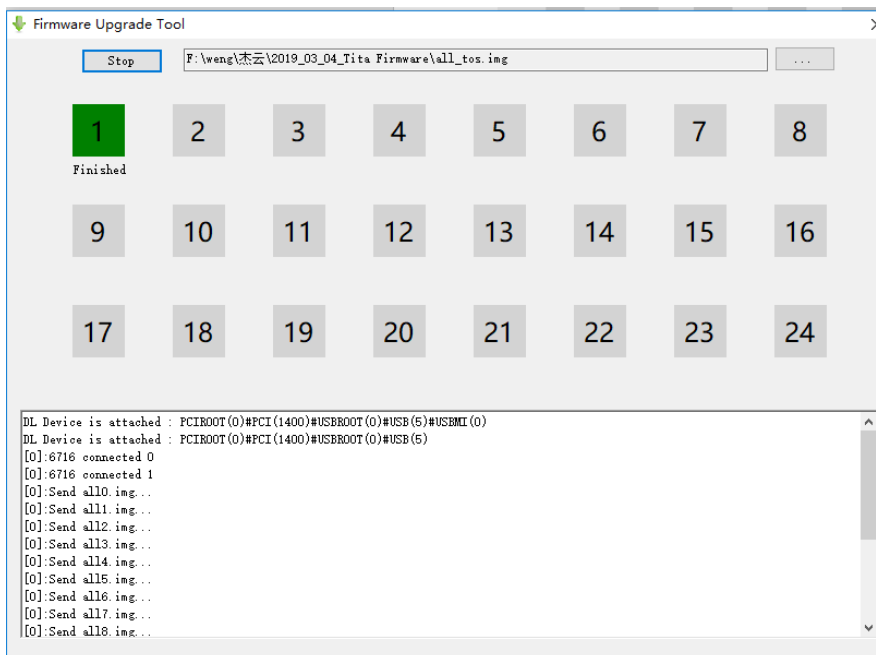 Firmware Upgrade Tool
Stop F:\weng\杰云\2019_03_04_Tita Firmware\all_tos.img ...
1 2 3 4 5 6 7 8
Finished
9 10 11 12 13 14 15 16
17 18 19 20 21 22 23 24
DL Device is attached : PCIROOT(0)#PCI(1400)#USBROOT(0)#USB(5)#USBMI(0)
DL Device is attached : PCIROOT(0)#PCI(1400)#USBROOT(0)#USB(5)
[0]:6716 connected 0
[0]:6716 connected 1
[0]:Send all0.img...
[0]:Send all1.img...
[0]:Send all2.img...
[0]:Send all3.img...
[0]:Send all4.img...
[0]:Send all5.img...
[0]:Send all6.img...
[0]:Send all7.img...
[0]:Send all8.img...